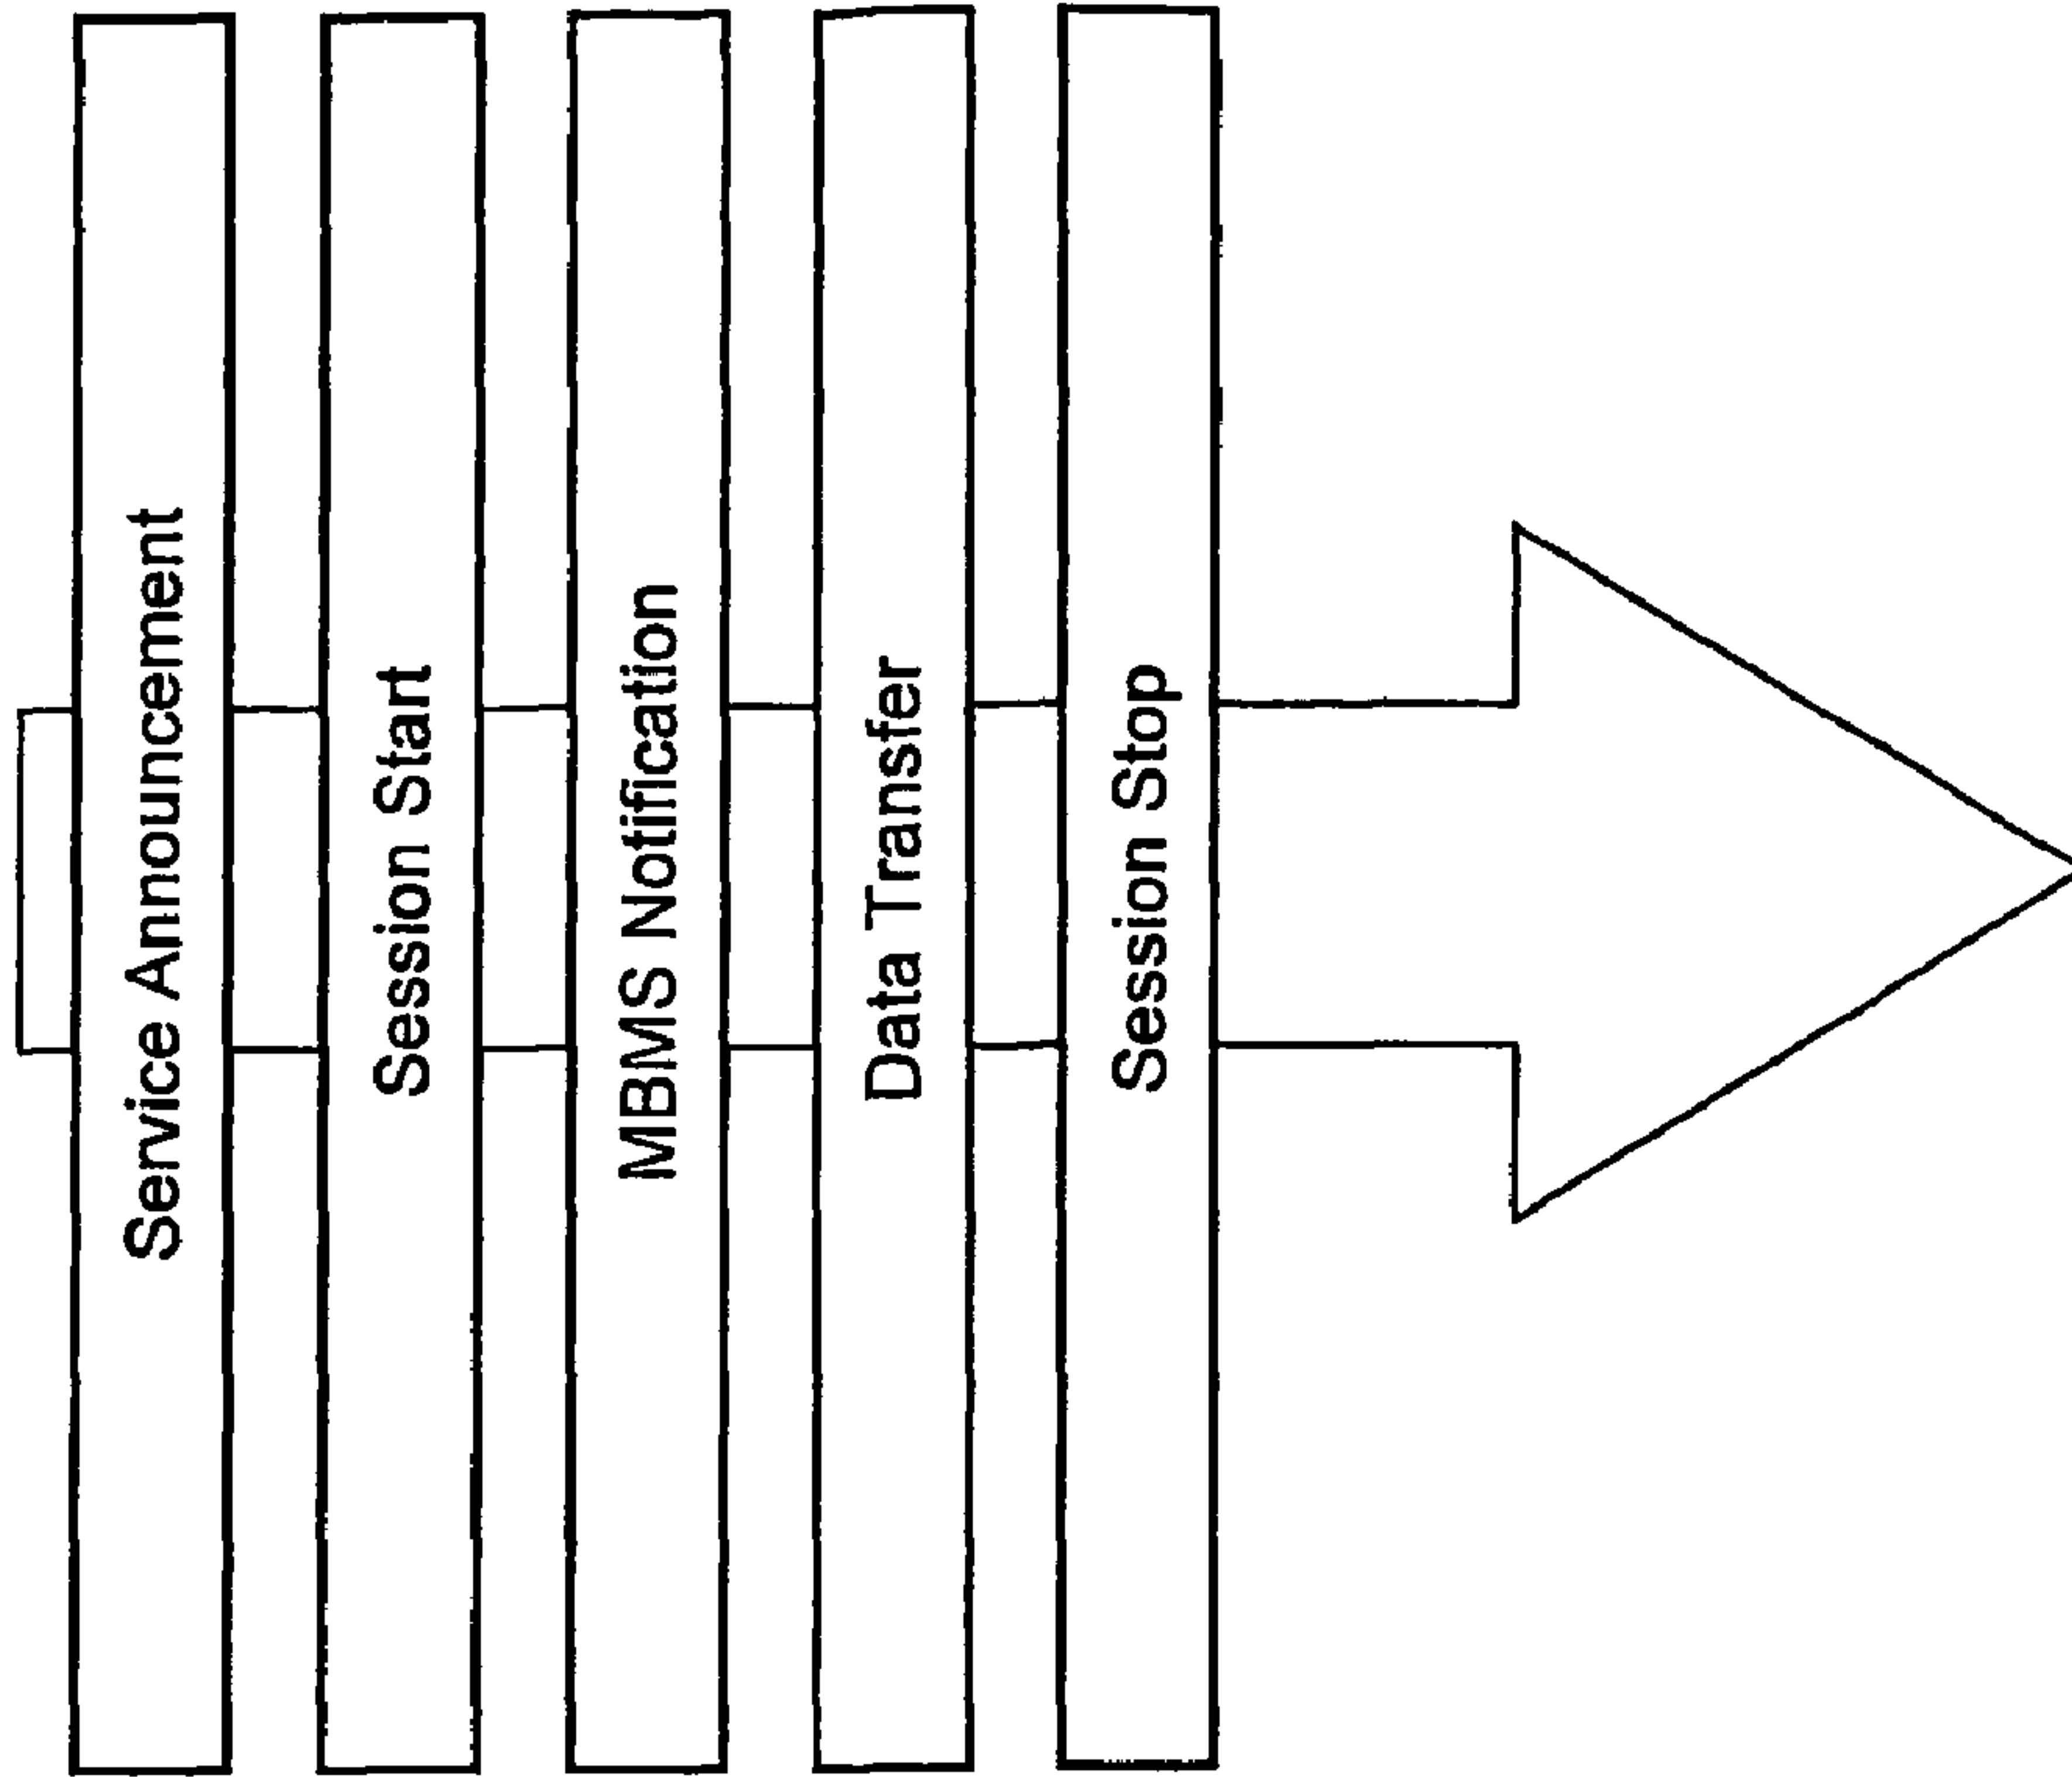 Service Announcement
Session Start
MBMS Notification
Data Transfer
Session Stop